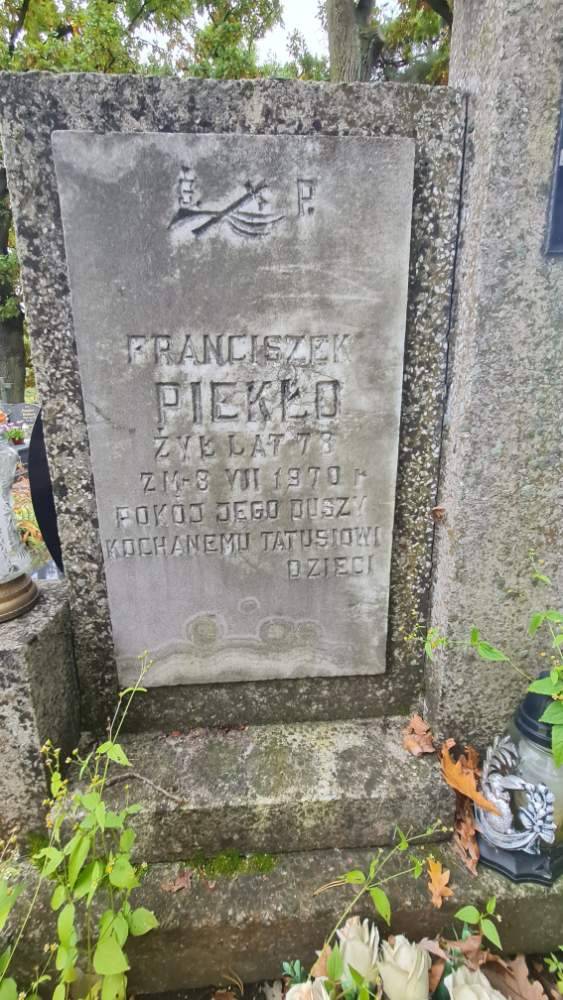 Ś. P.
FRANCISZEK
PIEKŁO
ŻYŁ LAT 78
ZM. 8 VII 1970 R
POKÓJ JEGO DUSZY
KOCHANEMU TATUSIOWI
DZIECI